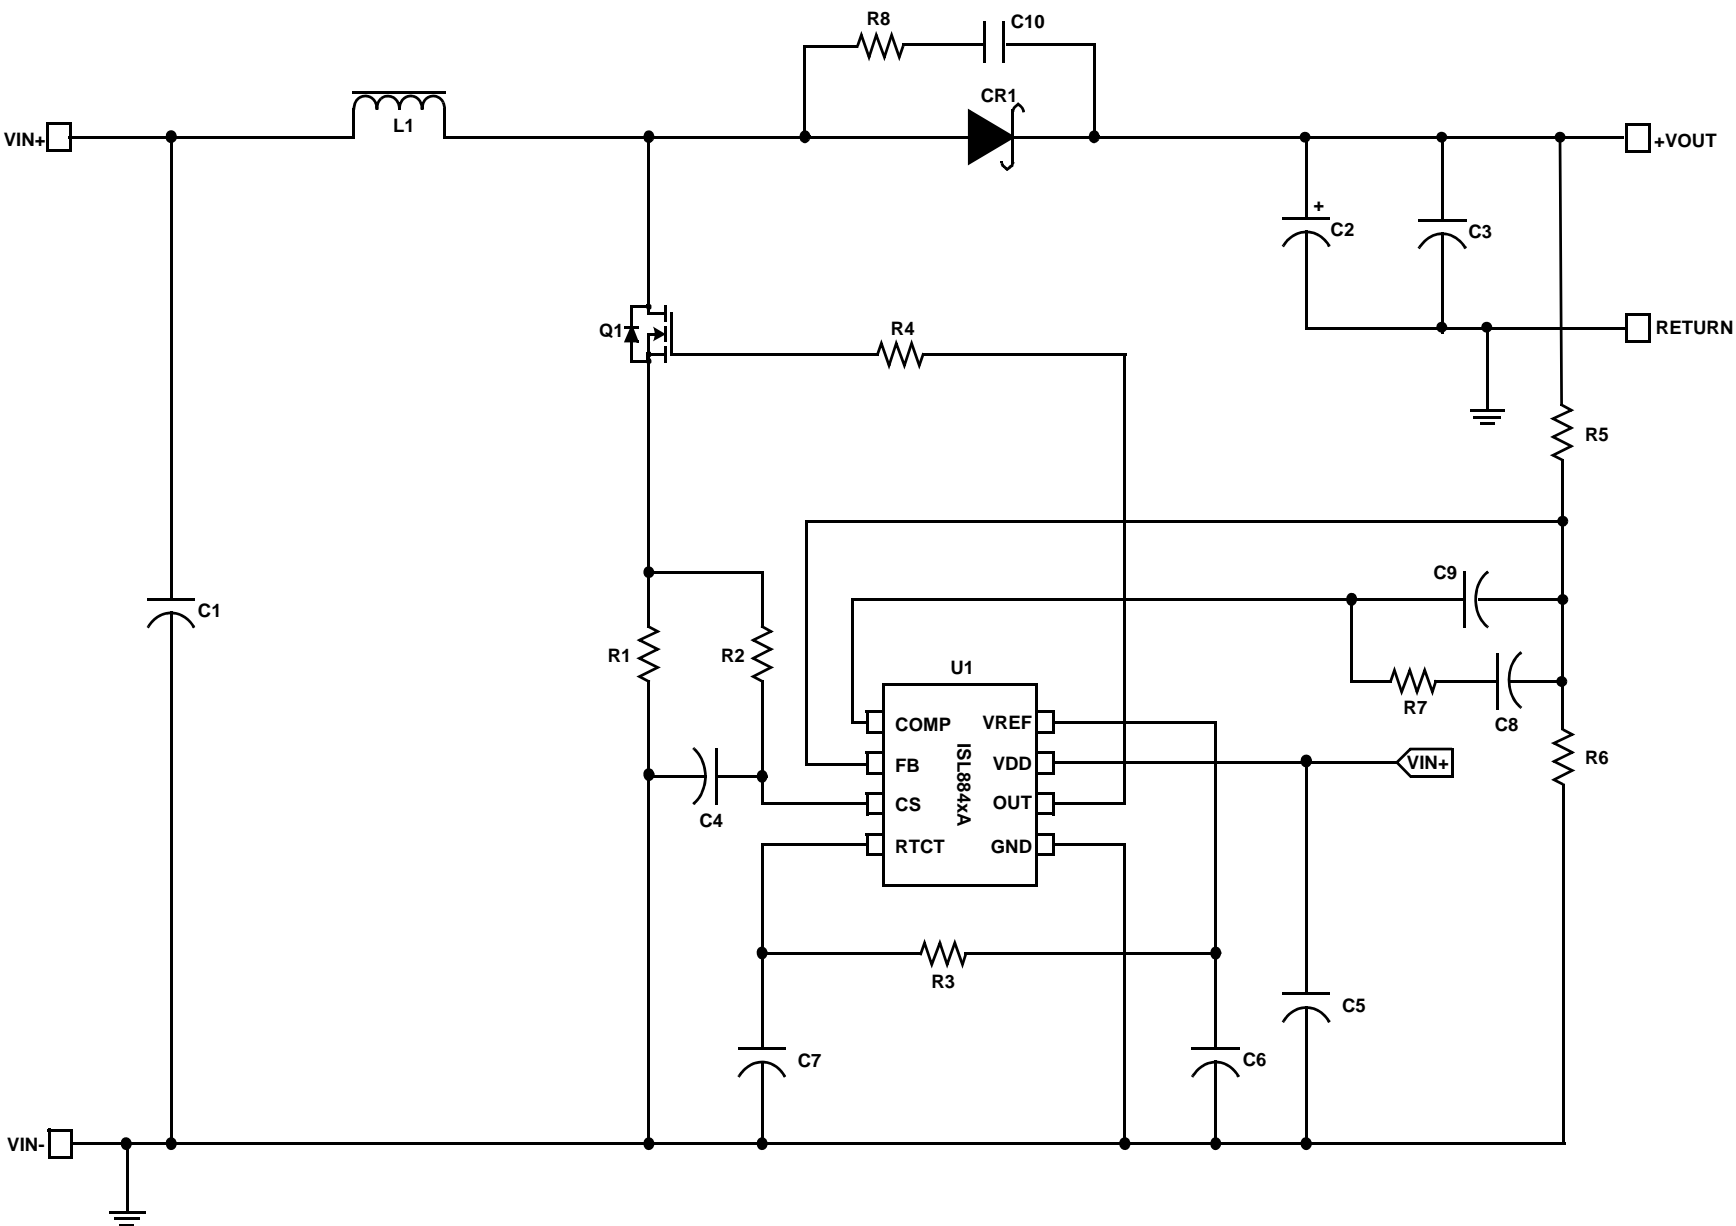 R8
C10
CR1
VIN+
L1
+VOUT
+
C2
C3
Q1
R4
RETURN
R5
C9
C1
R1
R2
U1
R7
C8
COMP
VREF
R6
FB
ISL884xA
VDD
VIN+
CS
OUT
C4
RTCT
GND
R3
C5
C7
C6
VIN-